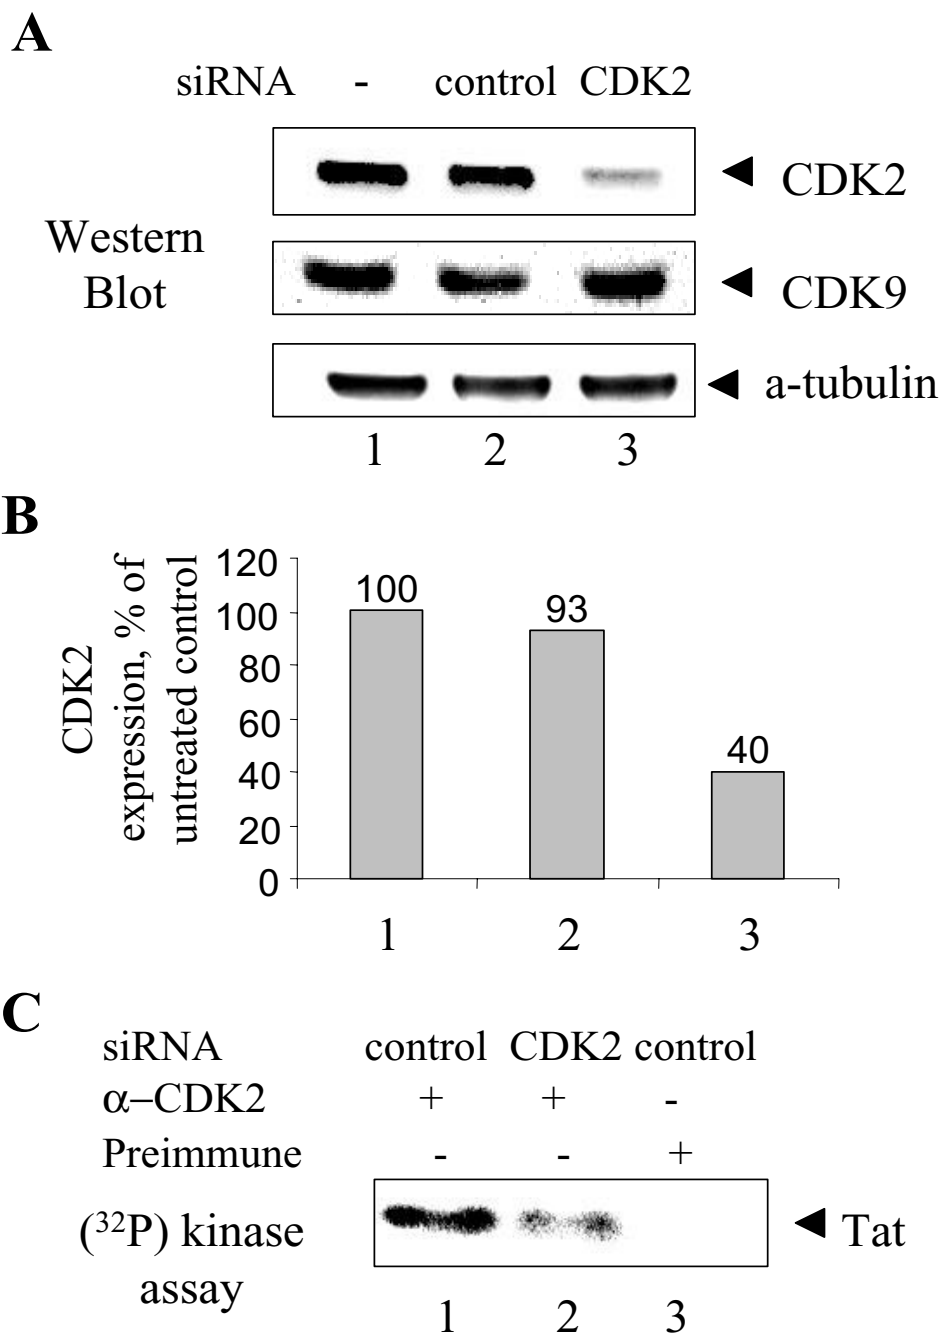 A
siRNA - control CDK2
CDK2
Western
Blot
CDK9
a-tubulin
1 2 3
B
CDK2
expression, % of
untreated control
120
100
80
60
40
20
0
100
93
40
1 2 3
C
siRNA control CDK2 control
α–CDK2 + + -
Preimmune - - +
(³²P) kinase
assay
Tat
1 2 3